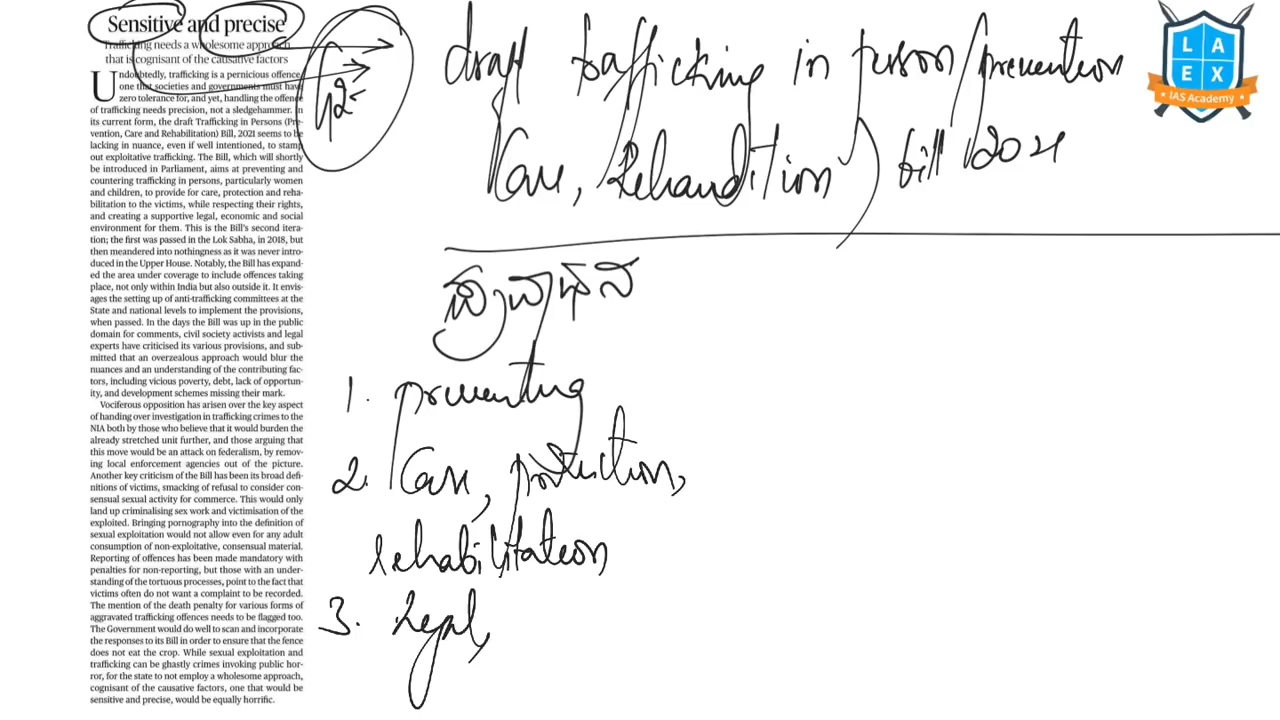 Sensitive and precise
Trafficking needs a wholesome approach
that is cognisant of the causative factors
Undoubtedly, trafficking is a pernicious offence,
one that societies and governments must have
zero tolerance for, and yet, handling the offence
of trafficking needs precision, not a sledgehammer. In
its current form, the draft Trafficking in Persons (Pre-
vention, Care and Rehabilitation) Bill, 2021 seems to be
lacking in nuance, even if well intentioned, to stamp
out exploitative trafficking. The Bill, which will shortly
be introduced in Parliament, aims at preventing and
countering trafficking in persons, particularly women
and children, to provide for care, protection and reha-
bilitation to the victims, while respecting their rights,
and creating a supportive legal, economic and social
environment for them. This is the Bill's second itera-
tion; the first was passed in the Lok Sabha, in 2018, but
then meandered into nothingness as it was never intro-
duced in the Upper House. Notably, the Bill has expand-
ed the area under coverage to include offences taking
place, not only within India but also outside it. It envis-
ages the setting up of anti-trafficking committees at the
State and national levels to implement the provisions,
when passed. In the days the Bill was up in the public
domain for comments, civil society activists and legal
experts have criticised its various provisions, and sub-
mitted that an overzealous approach would blur the
nuances and an understanding of the contributing fac-
tors, including vicious poverty, debt, lack of opportun-
ity, and development schemes missing their mark.
Vociferous opposition has arisen over the key aspect
of handing over investigation in trafficking crimes to the
NIA both by those who believe that it would burden the
already stretched unit further, and those arguing that
this move would be an attack on federalism, by remov-
ing local enforcement agencies out of the picture.
Another key criticism of the Bill has been its broad defi-
nitions of victims, smacking of refusal to consider con-
sensual sexual activity for commerce. This would only
land up criminalising sex work and victimisation of the
exploited. Bringing pornography into the definition of
sexual exploitation would not allow even for any adult
consumption of non-exploitative, consensual material.
Reporting of offences has been made mandatory with
penalties for non-reporting, but those with an under-
standing of the tortuous processes, point to the fact that
victims often do not want a complaint to be recorded.
The mention of the death penalty for various forms of
aggravated trafficking offences needs to be flagged too.
The Government would do well to scan and incorporate
the responses to its Bill in order to ensure that the fence
does not eat the crop. While sexual exploitation and
trafficking can be ghastly crimes invoking public hor-
ror, for the state to not employ a wholesome approach,
cognisant of the causative factors, one that would be
sensitive and precise, would be equally horrific.
draft trafficking in person/prevention
Care, bill 2021
1. preventing
2. Care, protection,
rehabilitation
3. Legal,
LAEX
IAS Academy